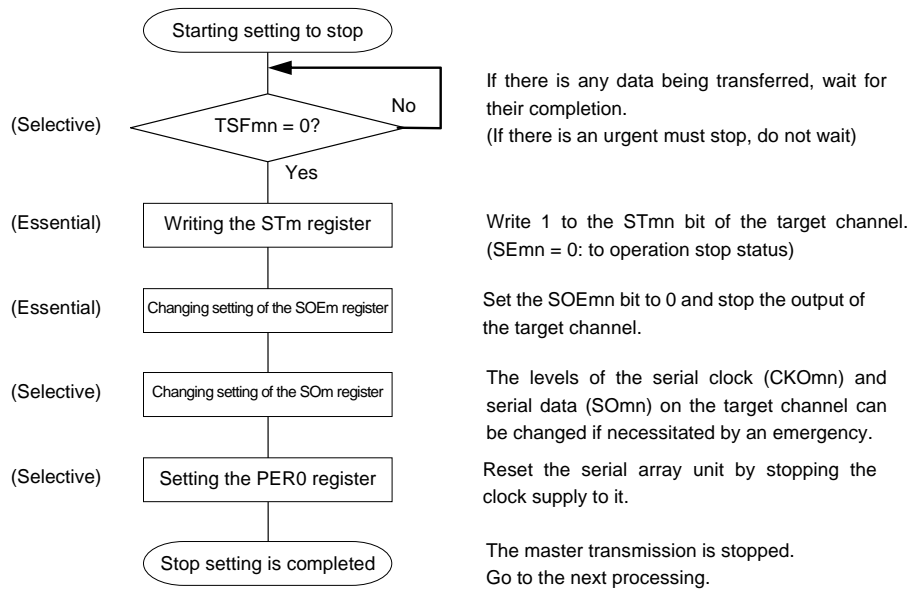 Starting setting to stop
No
If there is any data being transferred, wait for
their completion.
(If there is an urgent must stop, do not wait)
(Selective)
TSFmn = 0?
Yes
(Essential)
Writing the STm register
Write 1 to the STmn bit of the target channel.
(SEmn = 0: to operation stop status)
(Essential)
Changing setting of the SOEm register
Set the SOEmn bit to 0 and stop the output of
the target channel.
(Selective)
Changing setting of the SOm register
The levels of the serial clock (CKOmn) and
serial data (SOmn) on the target channel can
be changed if necessitated by an emergency.
(Selective)
Setting the PER0 register
Reset the serial array unit by stopping the
clock supply to it.
Stop setting is completed
The master transmission is stopped.
Go to the next processing.